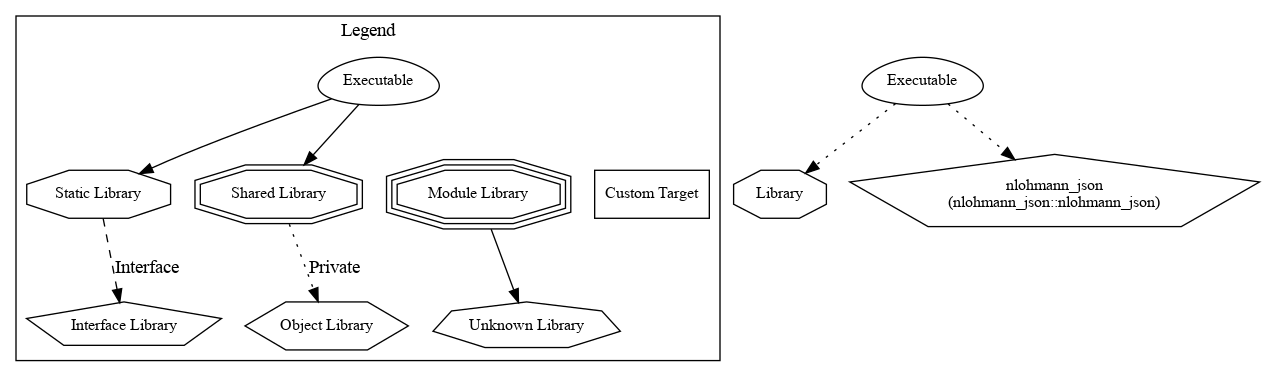 Legend
Executable
Static Library
Shared Library
Module Library
Custom Target
Interface
Private
Interface Library
Object Library
Unknown Library
Executable
Library
nlohmann_json
(nlohmann_json::nlohmann_json)